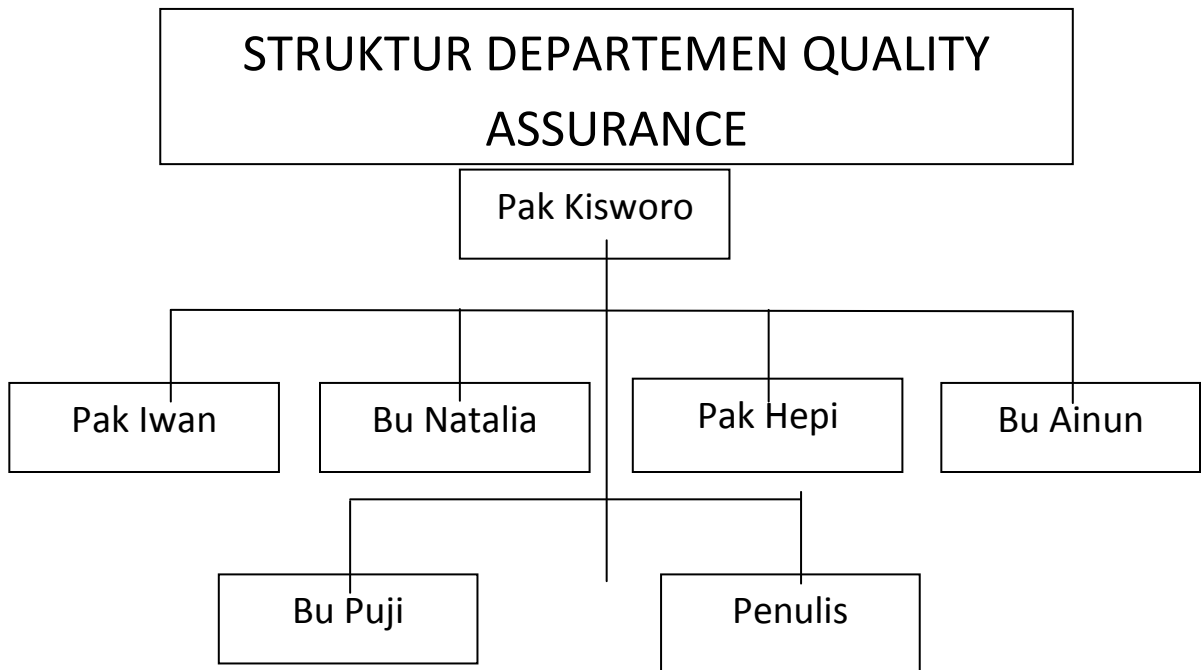 STRUKTUR DEPARTEMEN QUALITY
ASSURANCE
Pak Kisworo
Pak Iwan
Bu Natalia
Pak Hepi
Bu Ainun
Bu Puji
Penulis